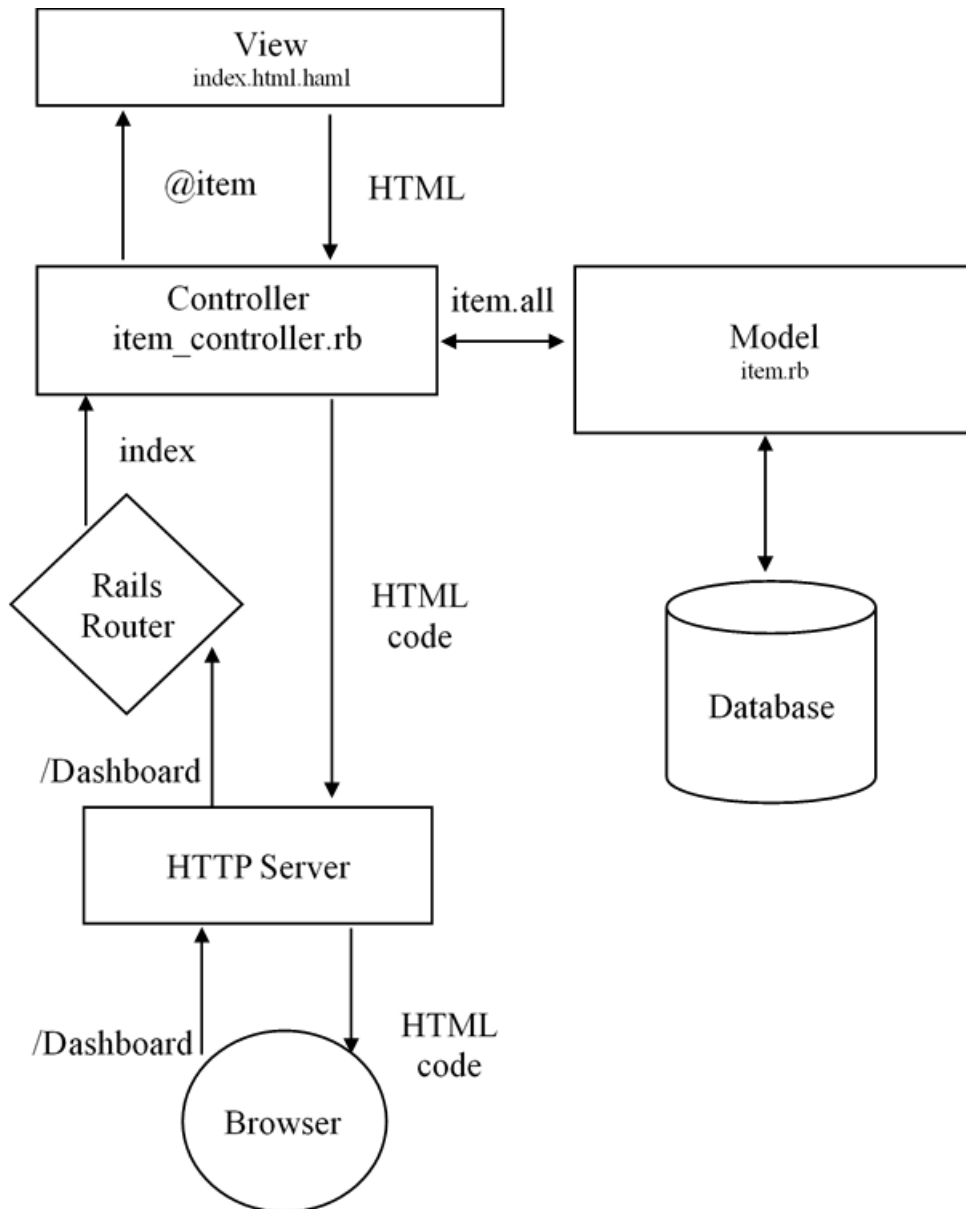 View
index.html.haml
@item
HTML
Controller
item_controller.rb
item.all
Model
item.rb
index
Rails
Router
HTML
code
Database
/Dashboard
HTTP Server
/Dashboard
HTML
code
Browser